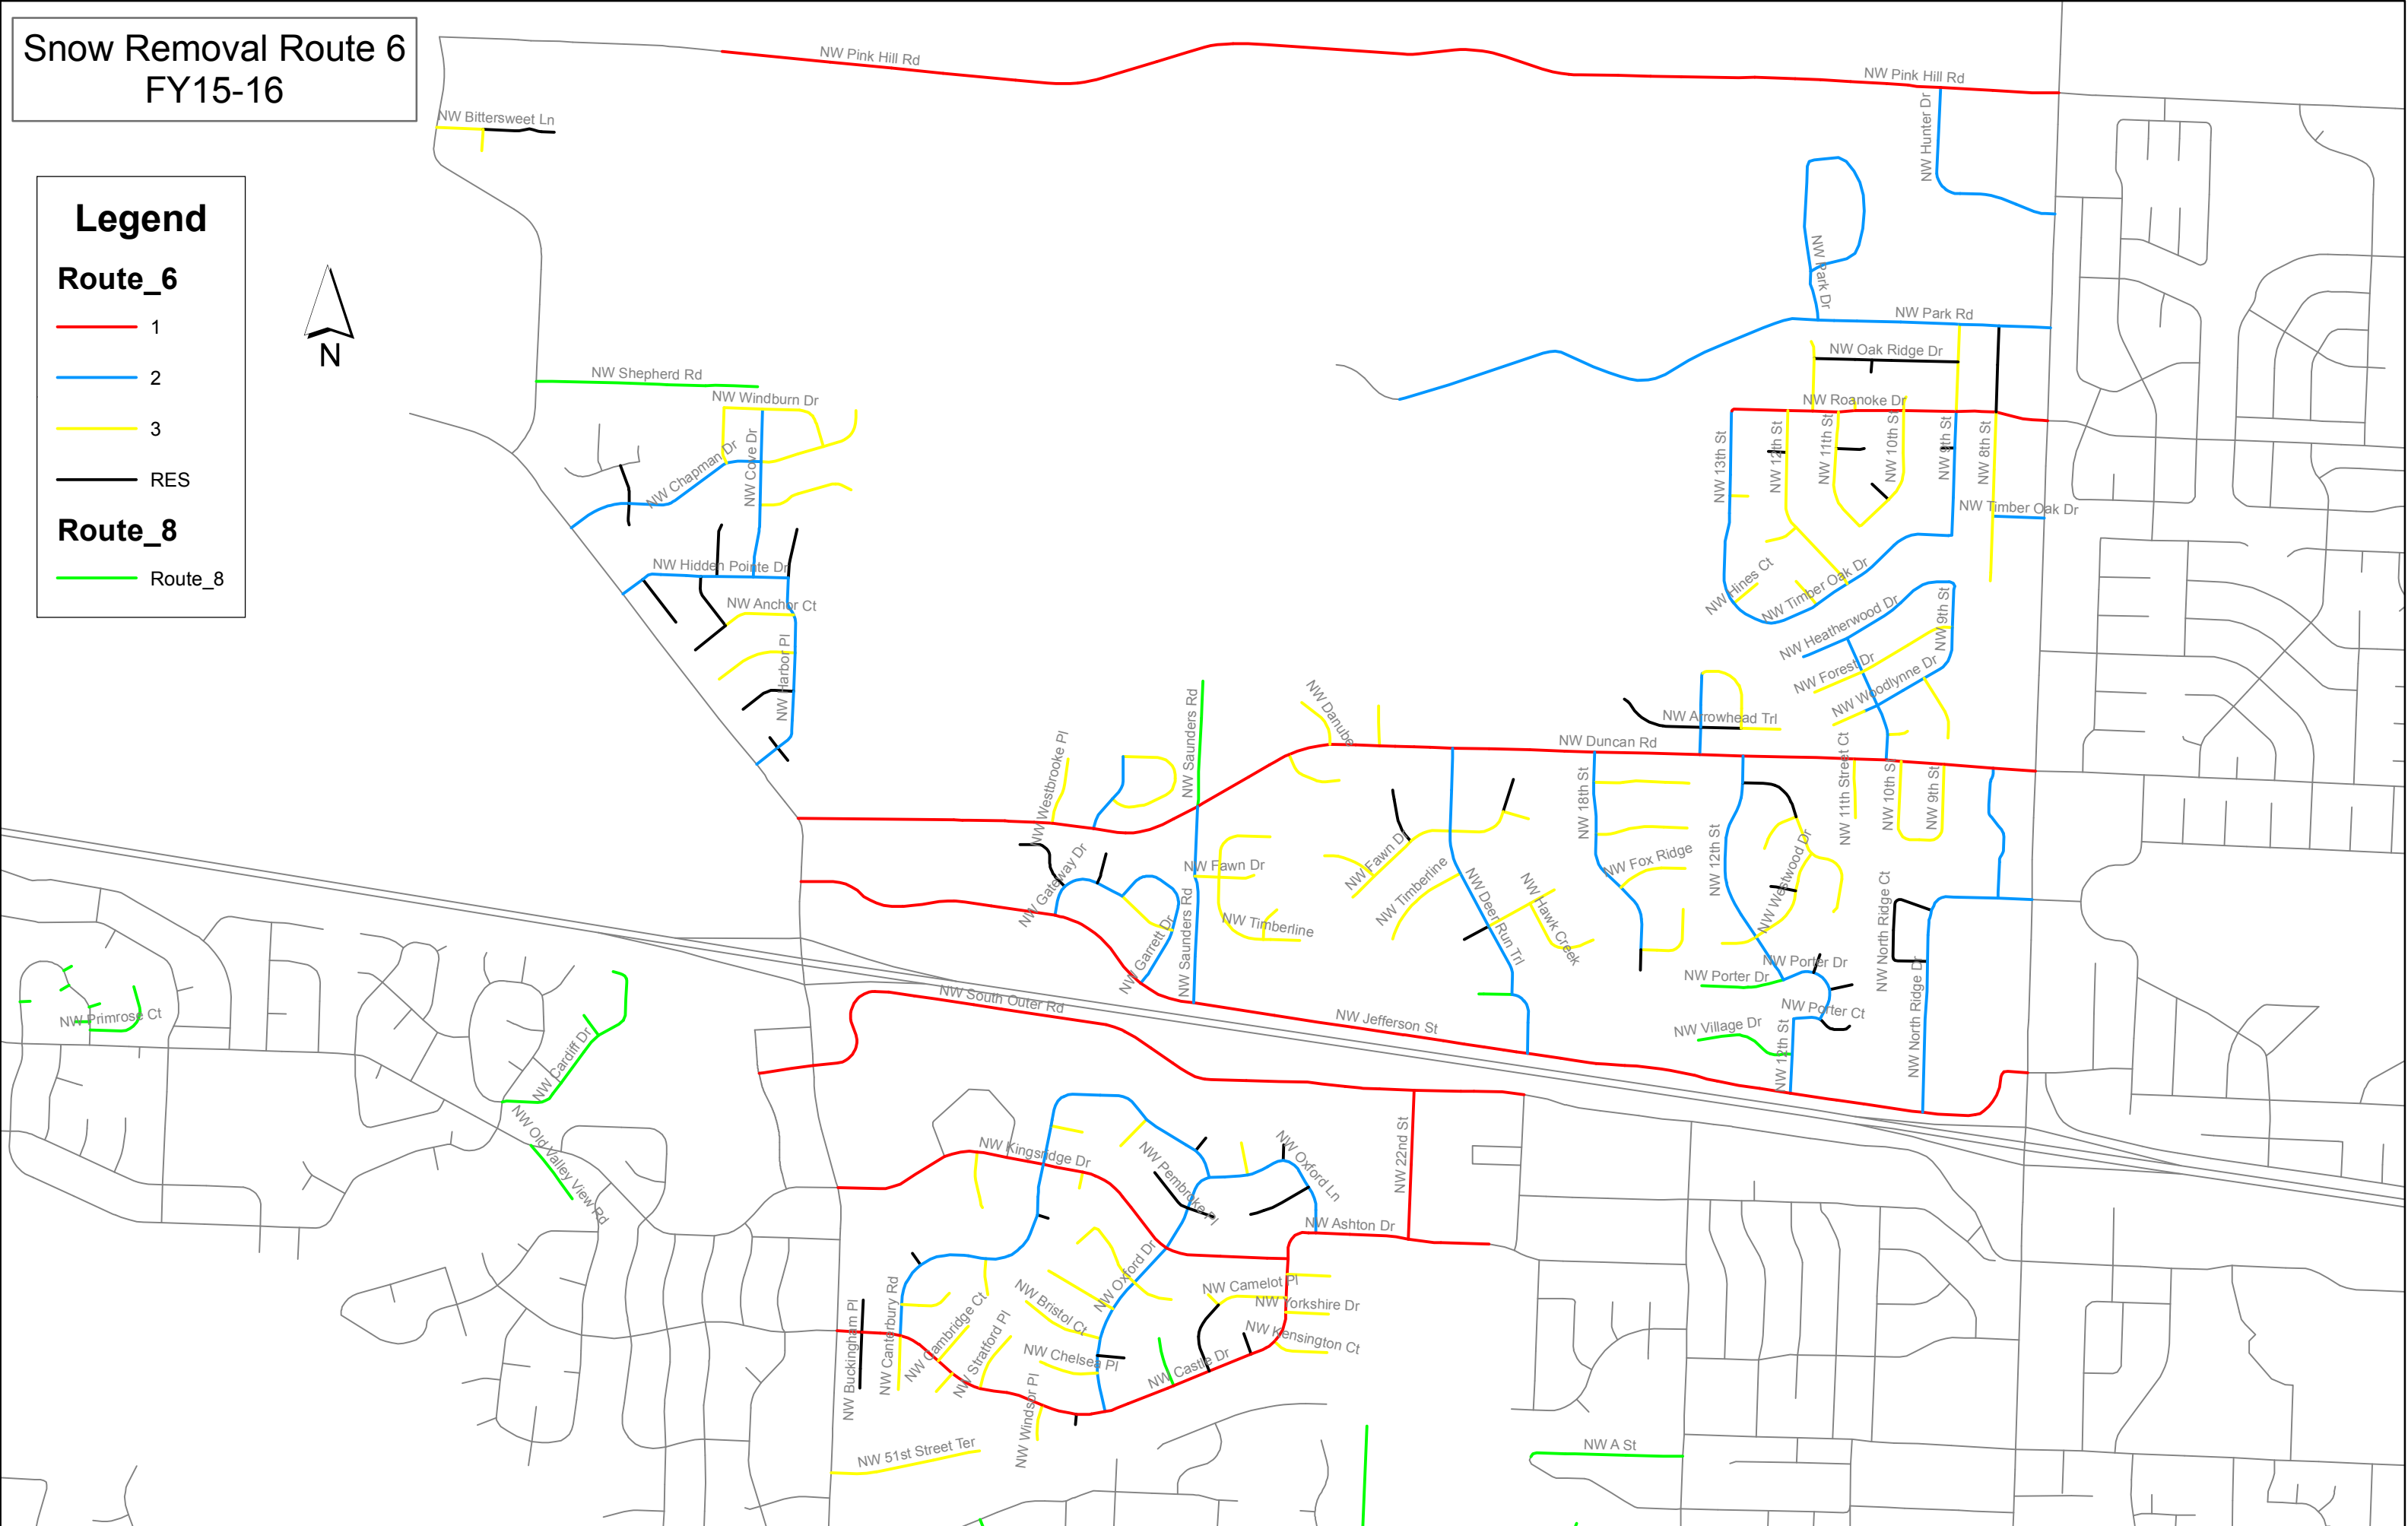 Snow Removal Route 6
FY15-16
Legend
Route_6
1
2
3
RES
Route_8
Route_8
N
NW Pink Hill Rd
NW Pink Hill Rd
NW Bittersweet Ln
NW Hunter Dr
NW Park Dr
NW Park Rd
NW Oak Ridge Dr
NW Roanoke Dr
NW Shepherd Rd
NW Windburn Dr
NW Chapman Dr
NW Cove Dr
NW 13th St
NW 12th St
NW 11th St
NW 10th St
NW 9th St
NW 8th St
NW Timber Oak Dr
NW Hidden Pointe Dr
NW Anchor Ct
NW Harbor Pl
NW Hines Ct
NW Timber Oak Dr
NW Heatherwood Dr
NW 9th St
NW Forest Dr
NW Woodlynne Dr
NW Saunders Rd
NW Danube
NW Arrowhead Trl
NW Duncan Rd
NW Westbrooke Pl
NW 18th St
NW 11th Street Ct
NW 10th S
NW 9th St
NW Gateway Dr
NW Fawn Dr
NW Fawn Dr
NW Timberline
NW Fox Ridge
NW 12th St
NW Westwood Dr
NW Garrett Dr
NW Saunders Rd
NW Timberline
NW Deer Run Trl
NW Hawk Creek
NW North Ridge Ct
NW Porter Dr
NW Porter Dr
NW Porter Ct
NW Primrose Ct
NW South Outer Rd
NW Jefferson St
NW Village Dr
NW 12th St
NW North Ridge Dr
NW Cardiff Dr
NW Old Valley View Rd
NW Kingsridge Dr
NW Pembroke Pl
NW Oxford Ln
NW 22nd St
NW Ashton Dr
NW Oxford Dr
NW Camelot Pl
NW Yorkshire Dr
NW Kensington Ct
NW Buckingham Pl
NW Canterbury Rd
NW Cambridge Ct
NW Stratford Pl
NW Bristol Ct
NW Chelsea Pl
NW Castle Dr
NW Windsor Pl
NW 51st Street Ter
NW A St